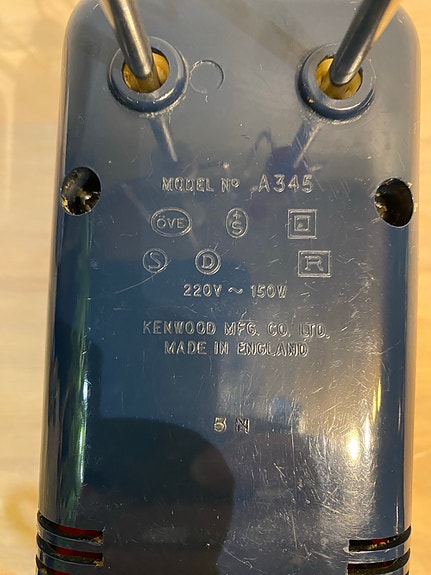 MODEL Nº A345
ÖVE +S
S D R
220V ~ 150W
KENWOOD MFG. CO. LTD.
MADE IN ENGLAND
5 N